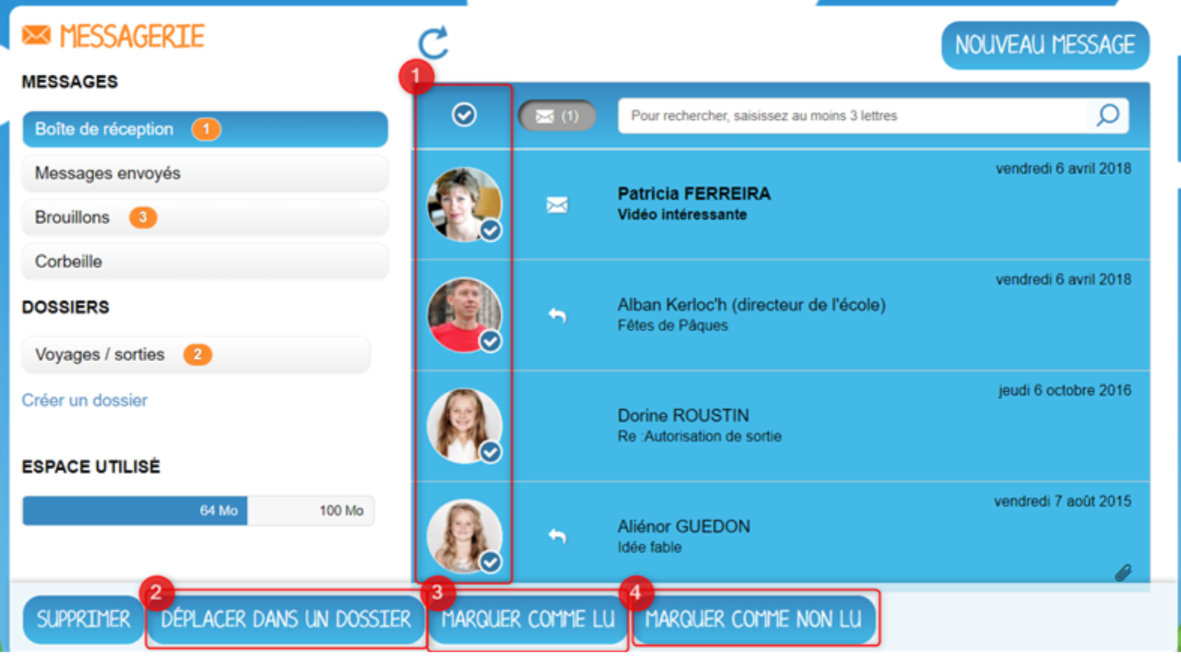 MESSAGERIE
NOUVEAU MESSAGE
MESSAGES
1
Boîte de réception 1
(1)
Pour rechercher, saisissez au moins 3 lettres
Messages envoyés
Brouillons 3
Corbeille
DOSSIERS
Voyages / sorties 2
Créer un dossier
ESPACE UTILISÉ
64 Mo 100 Mo
vendredi 6 avril 2018
Patricia FERREIRA
Vidéo intéressante
vendredi 6 avril 2018
Alban Kerloc'h (directeur de l'école)
Fêtes de Pâques
jeudi 6 octobre 2016
Dorine ROUSTIN
Re :Autorisation de sortie
vendredi 7 août 2015
Aliénor GUEDON
Idée fable
2
3
4
SUPPRIMER
DÉPLACER DANS UN DOSSIER
MARQUER COMME LU
MARQUER COMME NON LU